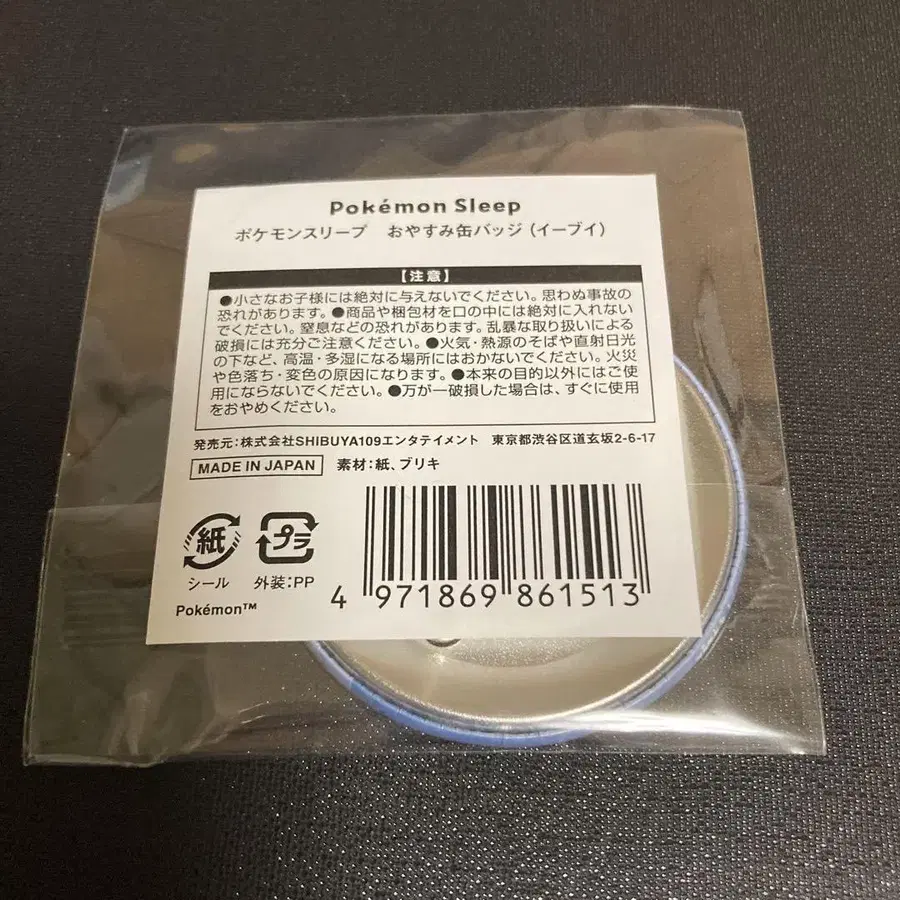 Pokémon Sleep
ポケモンスリープ おやすみ缶バッジ（イーブイ）
【注意】
●小さなお子様には絶対に与えないでください。思わぬ事故の
恐れがあります。●商品や梱包材を口の中には絶対に入れない
でください。窒息などの恐れがあります。乱暴な取り扱いによる
破損には充分ご注意ください。●火気・熱源のそばや直射日光
の下など、高温・多湿になる場所にはおかないでください。火災
や色落ち・変色の原因になります。●本来の目的以外にはご使
用にならないでください。●万が一破損した場合は、すぐに使用
をおやめください。
発売元：株式会社SHIBUYA109エンタテイメント 東京都渋谷区道玄坂2-6-17
MADE IN JAPAN 素材：紙、ブリキ
紙 プラ
シール 外装：PP
Pokémon™
4 971869 861513